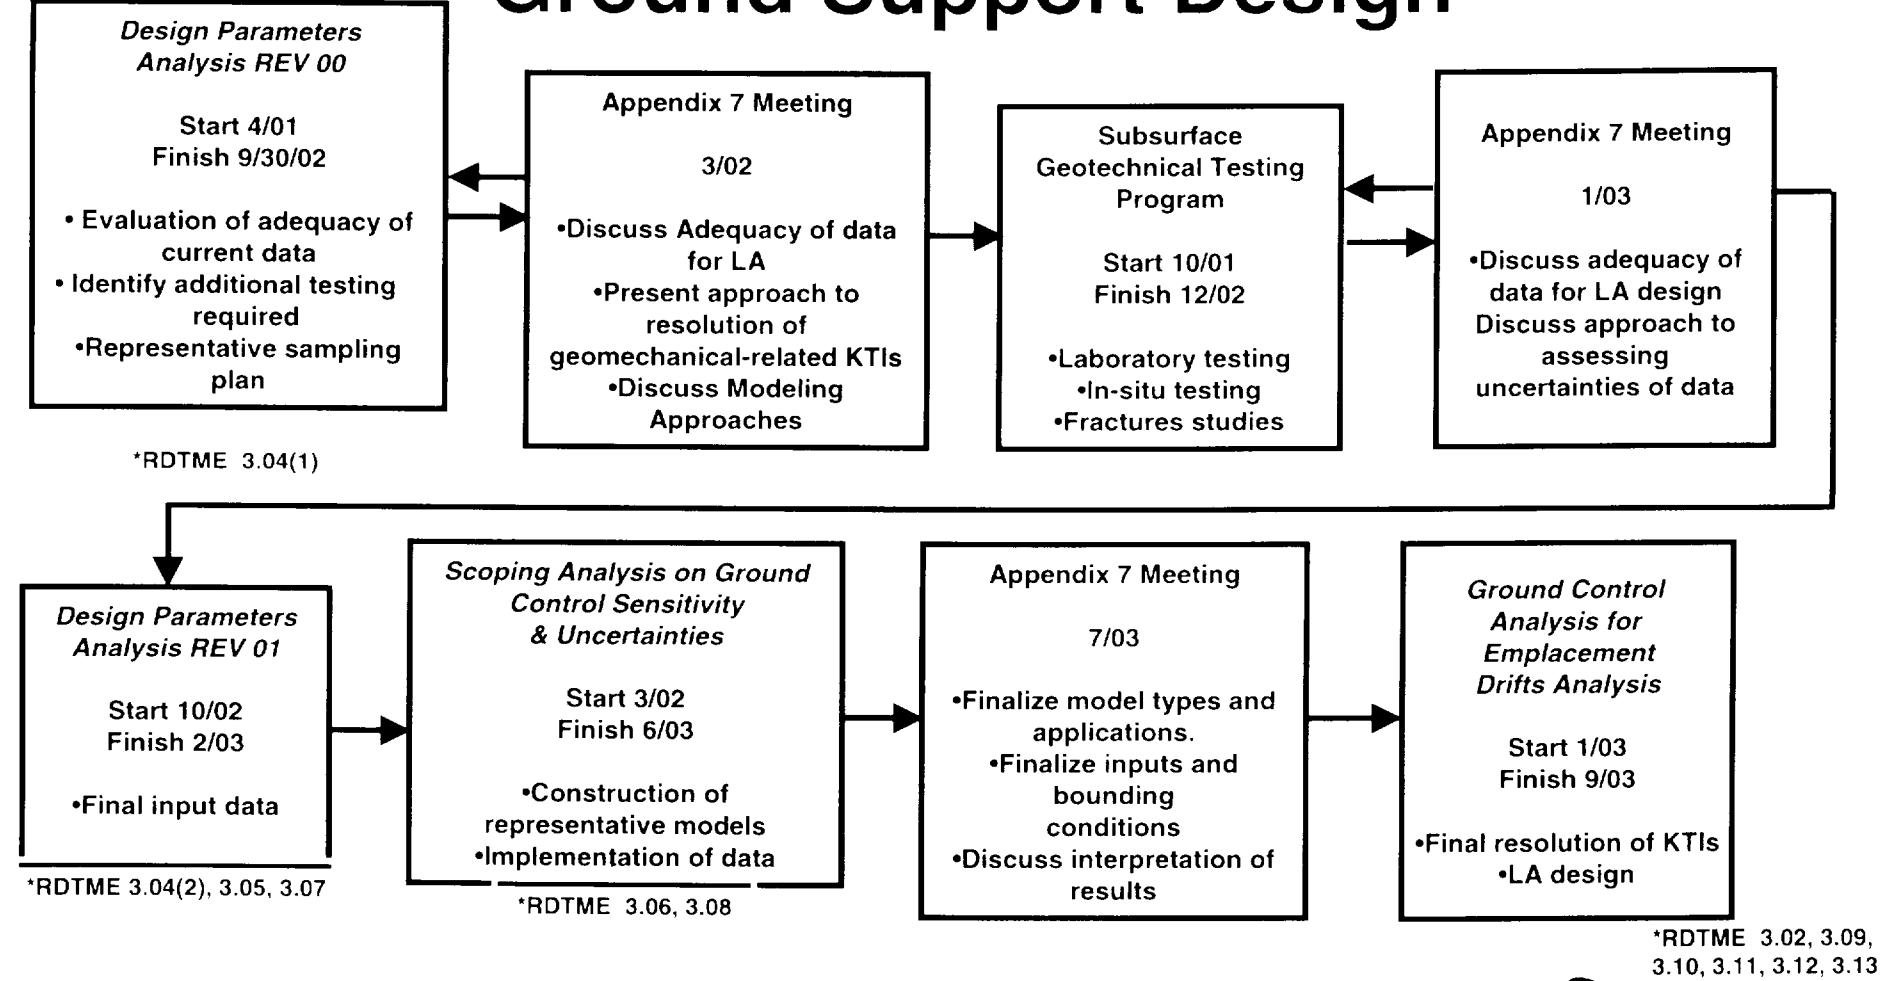 Ground Support Design
Design Parameters
Analysis REV 00
Start 4/01
Finish 9/30/02
• Evaluation of adequacy of
current data
• Identify additional testing
required
•Representative sampling
plan
*RDTME 3.04(1)
Appendix 7 Meeting
3/02
•Discuss Adequacy of data
for LA
•Present approach to
resolution of
geomechanical-related KTIs
•Discuss Modeling
Approaches
Subsurface
Geotechnical Testing
Program
Start 10/01
Finish 12/02
•Laboratory testing
•In-situ testing
•Fractures studies
Appendix 7 Meeting
1/03
•Discuss adequacy of
data for LA design
Discuss approach to
assessing
uncertainties of data
Design Parameters
Analysis REV 01
Start 10/02
Finish 2/03
•Final input data
*RDTME 3.04(2), 3.05, 3.07
Scoping Analysis on Ground
Control Sensitivity
& Uncertainties
Start 3/02
Finish 6/03
•Construction of
representative models
•Implementation of data
*RDTME 3.06, 3.08
Appendix 7 Meeting
7/03
•Finalize model types and
applications.
•Finalize inputs and
bounding
conditions
•Discuss interpretation of
results
Ground Control
Analysis for
Emplacement
Drifts Analysis
Start 1/03
Finish 9/03
•Final resolution of KTIs
•LA design
*RDTME 3.02, 3.09,
3.10, 3.11, 3.12, 3.13